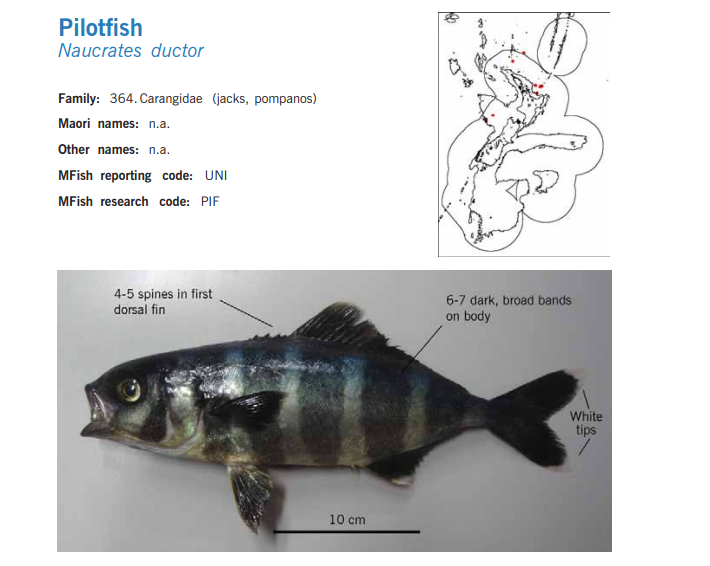 Pilotfish
Naucrates ductor
Family: 364. Carangidae (jacks, pompanos)
Maori names: n.a.
Other names: n.a.
MFish reporting code: UNI
MFish research code: PIF
4-5 spines in first
dorsal fin
6-7 dark, broad bands
on body
White
tips
10 cm